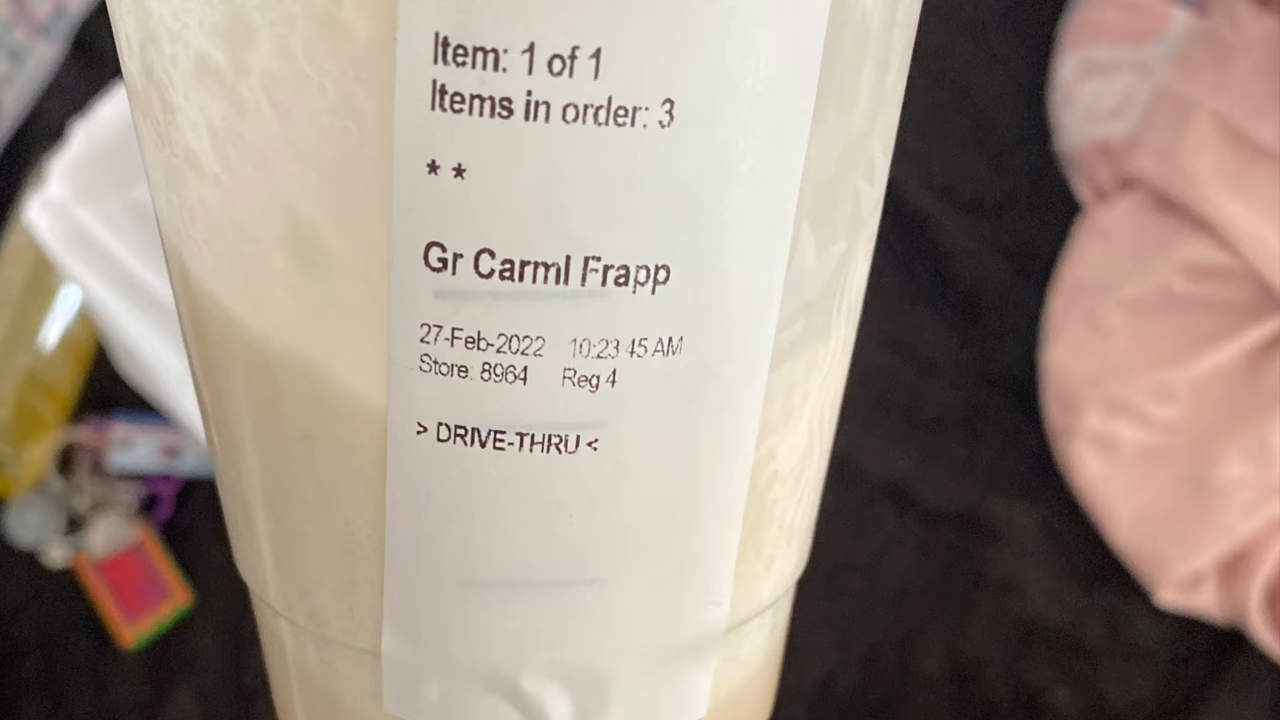 Item: 1 of 1
Items in order: 3
* *
Gr Carml Frapp
27-Feb-2022 10:23:45 AM
Store: 8964 Reg 4
> DRIVE-THRU <